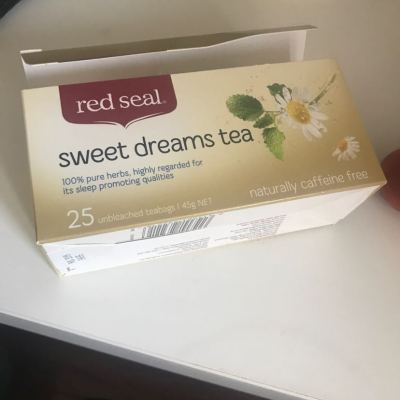 red seal
sweet dreams tea
100% pure herbs, highly regarded for
its sleep promoting qualities
naturally caffeine free
25 unbleached teabags | 45g NET